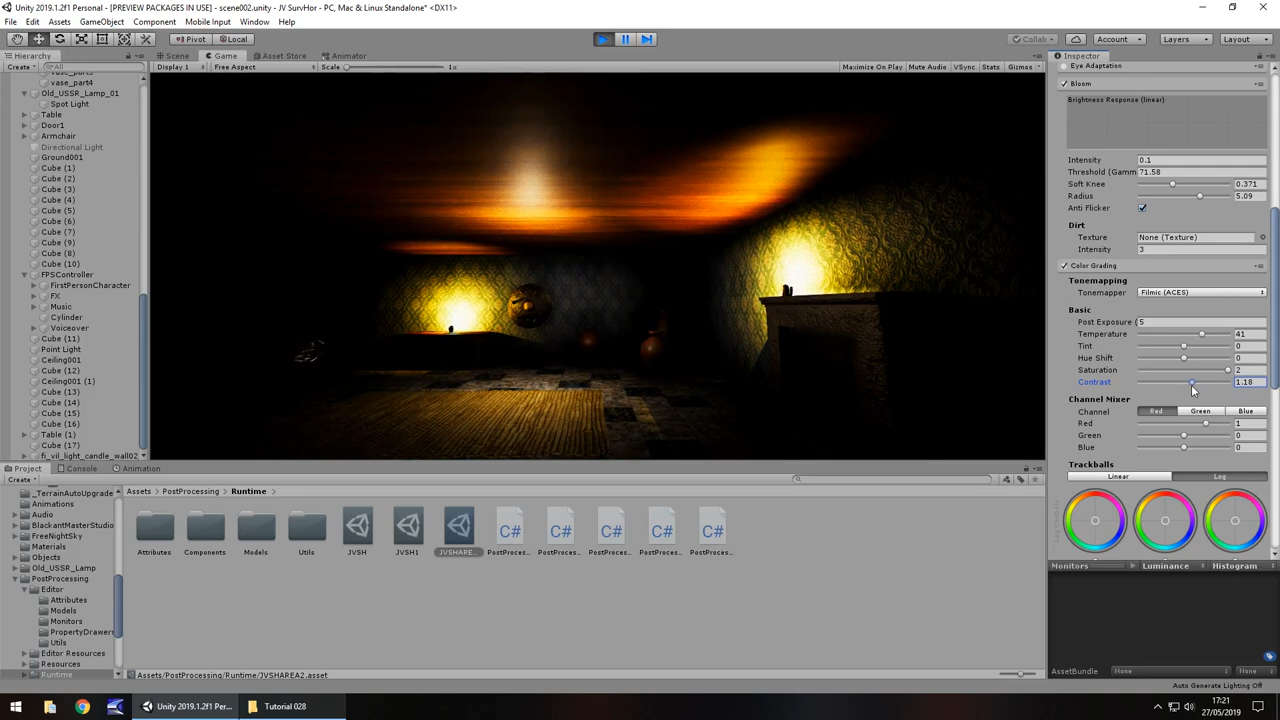 Unity 2019.1.2f1 Personal - [PREVIEW PACKAGES IN USE] - scene002.unity - JV SurvHor - PC, Mac & Linux Standalone* <DX11>
File Edit Assets GameObject Component Mobile Input Window Help
Pivot Local Collab Account Layers Layout
Hierarchy Scene Game Asset Store Animator Inspector
Create All Display 1 Free Aspect Scale 1x Maximize On Play Mute Audio VSync Stats Gizmos Eye Adaptation
vase_part4
Bloom
Old_USSR_Lamp_01
Spot Light
Brightness Response (linear)
Table
Door1
Armchair
Directional Light
Ground001
Intensity 0.1
Cube (1)
Threshold (Gamm 71.58
Cube (2)
Soft Knee 0.371
Cube (3)
Radius 5.09
Cube (4)
Anti Flicker
Cube (5)
Cube (6)
Dirt
Cube (7)
Texture None (Texture)
Cube (9)
Intensity 3
Cube (8)
Cube (10)
Color Grading
FPSController
Tonemapping
FirstPersonCharacter
Tonemapper Filmic (ACES)
FX
Music
Basic
Cylinder
Post Exposure ( 5
Voiceover
Temperature 41
Cube (11)
Tint 0
Point Light
Hue Shift 0
Ceiling001
Saturation 2
Cube (12)
Contrast 1.18
Ceiling001 (1)
Cube (13)
Channel Mixer
Cube (14)
Channel Red Green Blue
Cube (15)
Red 1
Cube (16)
Green 0
Table (1)
Blue 0
Cube (17)
fi_vil_light_candle_wall02
Trackballs
Project Console Animation
Linear Log
Create
_TerrainAutoUpgrade
Assets PostProcessing Runtime
Animations
Audio
BlackantMasterStudio
FreeNightSky
Materials
Attributes Components Models Utils JVSH JVSH1 JVSHARE... PostProces... PostProces... PostProces... PostProces... PostProces...
Objects
Old_USSR_Lamp
Monitors Luminance Histogram
PostProcessing
Editor
Attributes
Models
Monitors
PropertyDrawers
Utils
Editor Resources
Resources
Runtime
Assets/PostProcessing/Runtime/JVSHAREA2.asset
AssetBundle None None
Auto Generate Lighting Off
Unity 2019.1.2f1 Per... Tutorial 028
17:21
27/05/2019